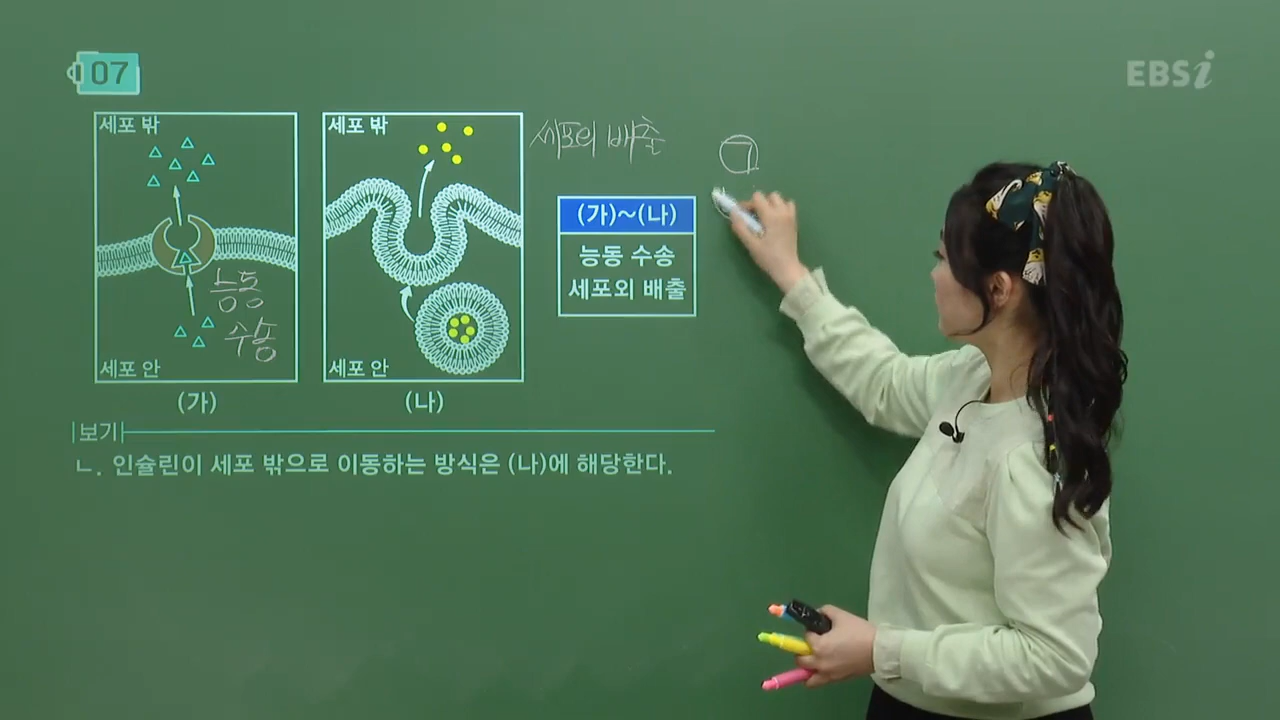 07
EBSi
세포 밖
세포 밖
세포외 배출
ㄱ
(가)~(나)
능동 수송
세포외 배출
능동
수송
세포 안
세포 안
(가)
(나)
보기
ㄴ. 인슐린이 세포 밖으로 이동하는 방식은 (나)에 해당한다.